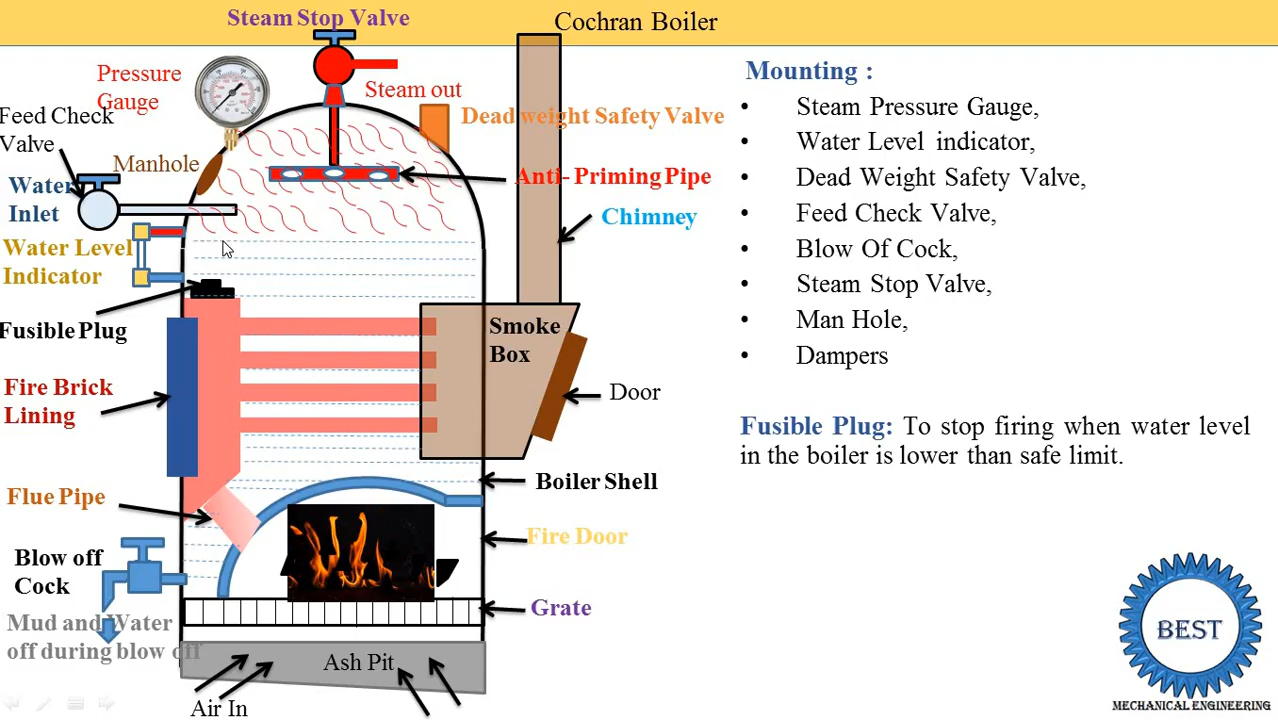 Steam Stop Valve
Cochran Boiler
Pressure
Gauge
Steam out
Feed Check
Valve
Dead weight Safety Valve
Manhole
Anti- Priming Pipe
Water
Inlet
Chimney
Water Level
Indicator
Fusible Plug
Smoke
Box
Fire Brick
Lining
Door
Boiler Shell
Flue Pipe
Fire Door
Blow off
Cock
Grate
Mud and Water
off during blow off
Ash Pit
Air In
Mounting :
• Steam Pressure Gauge,
• Water Level indicator,
• Dead Weight Safety Valve,
• Feed Check Valve,
• Blow Of Cock,
• Steam Stop Valve,
• Man Hole,
• Dampers
Fusible Plug: To stop firing when water level
in the boiler is lower than safe limit.
BEST
MECHANICAL ENGINEERING